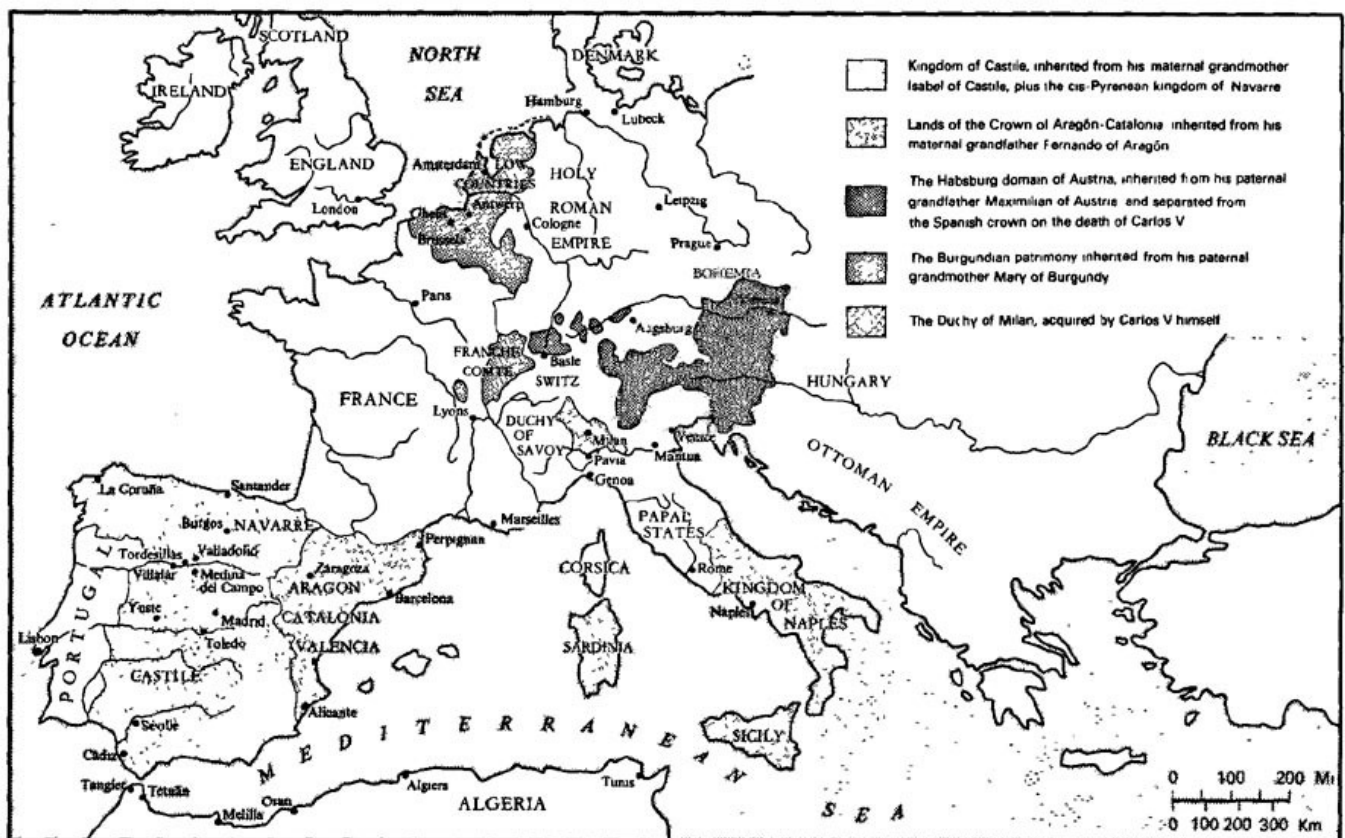 SCOTLAND
NORTH
SEA
DENMARK
IRELAND
Hamburg
Lubeck
ENGLAND
London
Amsterdam
LOW
COUNTRIES
Antwerp
Brussels
HOLY
ROMAN
EMPIRE
Cologne
Leipzig
Prague
BOHEMIA
ATLANTIC
OCEAN
Paris
Augsburg
FRANCHE
COMTE
Basle
SWITZ
HUNGARY
FRANCE
Lyons
DUCHY
OF
SAVOY
Milan
Pavia
Genoa
Venice
Mantua
OTTOMAN
EMPIRE
BLACK SEA
La Coruña
Santander
Burgos
NAVARRE
Marseilles
Perpignan
PAPAL
STATES
Tordesillas
Valladolid
Villalar
Medina
del Campo
Zaragoza
ARAGON
Barcelona
CORSICA
Rome
KINGDOM
OF
NAPLES
Naples
PORTUGAL
Yuste
Madrid
CATALONIA
Lisbon
Toledo
VALENCIA
SARDINIA
CASTILE
Alicante
Cadiz
SICILY
MEDITERRANEAN
SEA
Tangier
Tetuán
Melilla
Oran
Algiers
Tunis
ALGERIA
Kingdom of Castile, inherited from his maternal grandmother
Isabel of Castile, plus the cis-Pyrenean kingdom of Navarre
Lands of the Crown of Aragón-Catalonia inherited from his
maternal grandfather Fernando of Aragón
The Habsburg domain of Austria, inherited from his paternal
grandfather Maximilian of Austria and separated from
the Spanish crown on the death of Carlos V
The Burgundian patrimony inherited from his paternal
grandmother Mary of Burgundy
The Duchy of Milan, acquired by Carlos V himself
0 200 Mi
0 100 200 300 Km